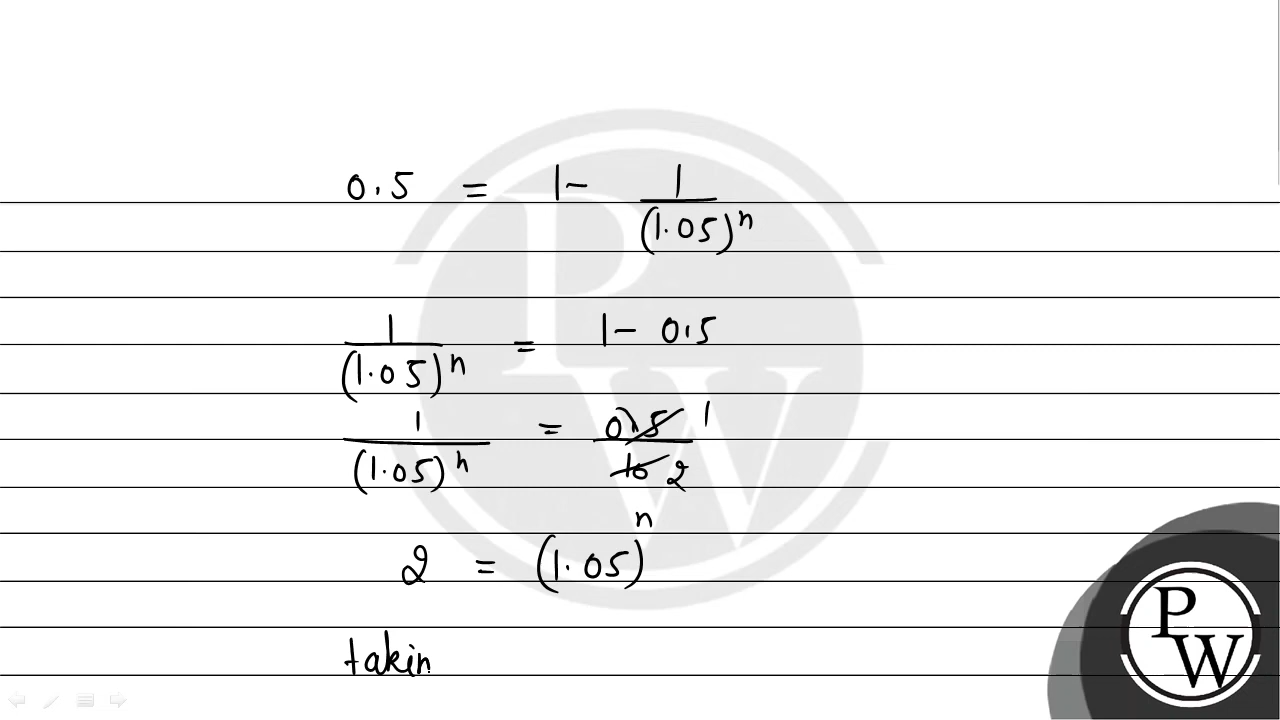 0.5 = 1 - 1/(1.05)^n
1/(1.05)^n = 1 - 0.5
1/(1.05)^n = 0.5/10 1/2
2 = (1.05)^n
takin
P
W
P
W